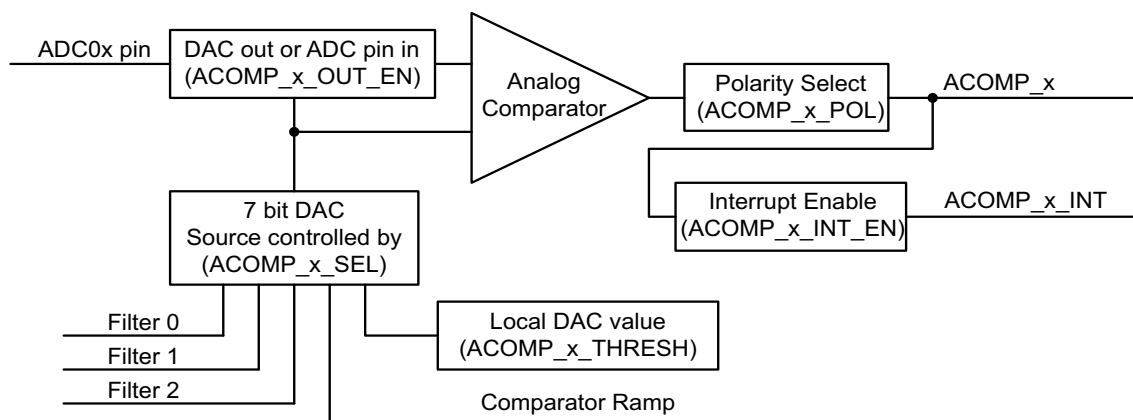 ADC0x pin
DAC out or ADC pin in
(ACOMP_x_OUT_EN)
Analog
Comparator
Polarity Select
(ACOMP_x_POL)
ACOMP_x
Interrupt Enable
(ACOMP_x_INT_EN)
ACOMP_x_INT
7 bit DAC
Source controlled by
(ACOMP_x_SEL)
Filter 0
Filter 1
Filter 2
Local DAC value
(ACOMP_x_THRESH)
Comparator Ramp